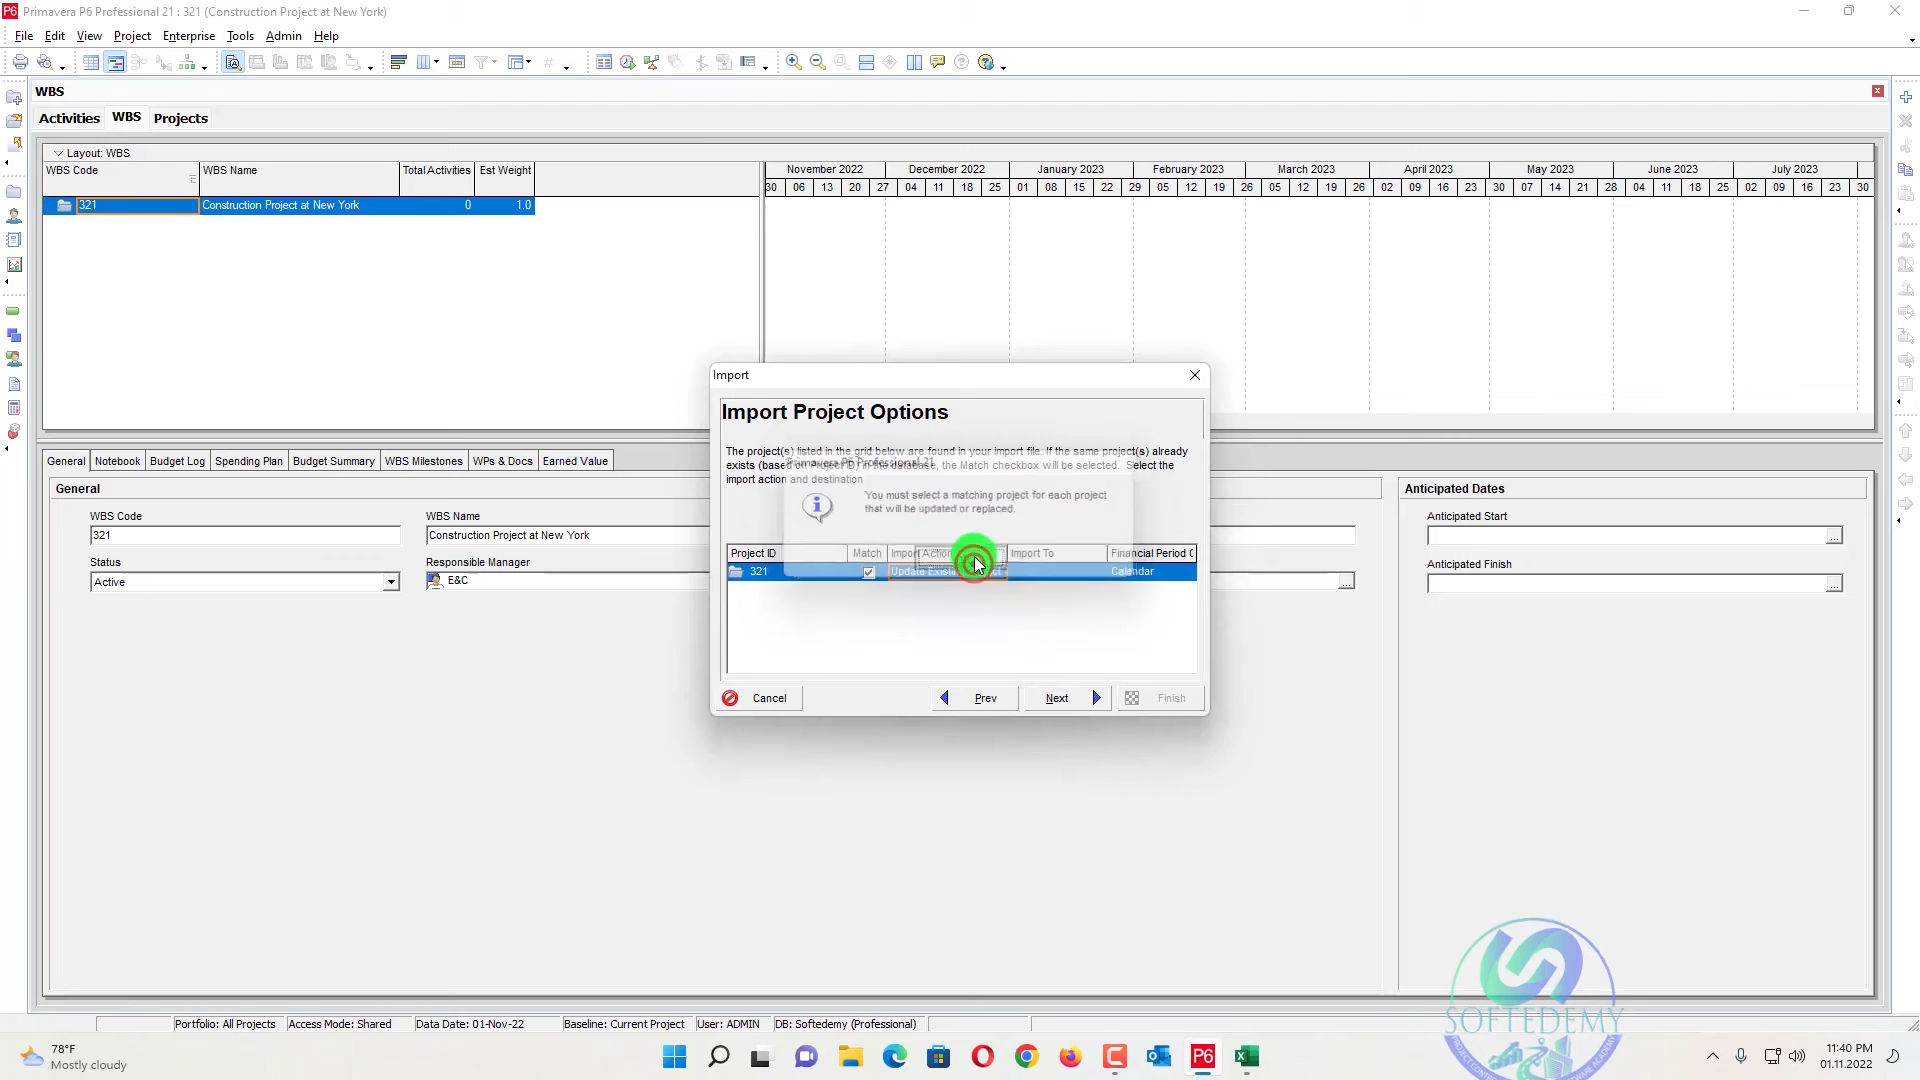 Primavera P6 Professional 21 : 321 (Construction Project at New York)
File Edit View Project Enterprise Tools Admin Help
WBS
Activities WBS Projects
Layout: WBS
WBS Code WBS Name Total Activities Est Weight
November 2022 December 2022 January 2023 February 2023 March 2023 April 2023 May 2023 June 2023 July 2023
30 06 13 20 27 04 11 18 25 01 08 15 22 29 05 12 19 26 05 12 19 26 02 09 16 23 30 07 14 21 28 04 11 18 25 02 09 16 23 30
321 Construction Project at New York 0 1.0
Import
Import Project Options
The project(s) listed in the grid below are found in your import file. If the same project(s) already
exists (based on Project ID) in the database, the Match checkbox will be selected. Select the
import action and destination
Primavera P6 Professional 21
You must select a matching project for each project
that will be updated or replaced.
Project ID Match Import Action Import To Financial Period C
321 Update Existing Project Calendar
Cancel Prev Next Finish
General Notebook Budget Log Spending Plan Budget Summary WBS Milestones WPs & Docs Earned Value
General
WBS Code WBS Name
321 Construction Project at New York
Status Responsible Manager
Active E&C
Anticipated Dates
Anticipated Start
Anticipated Finish
Portfolio: All Projects Access Mode: Shared Data Date: 01-Nov-22 Baseline: Current Project User: ADMIN DB: Softedemy (Professional)
SOFTEDEMY
78°F
Mostly cloudy
11:40 PM
01.11.2022